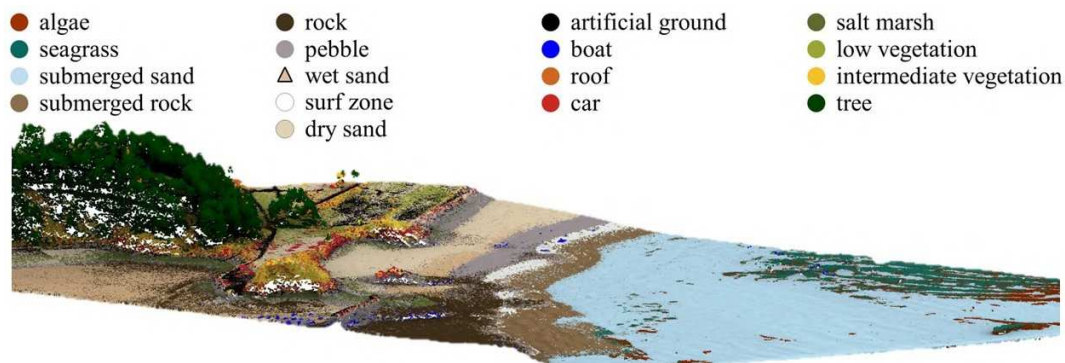 algae
seagrass
submerged sand
submerged rock
rock
pebble
wet sand
surf zone
dry sand
artificial ground
boat
roof
car
salt marsh
low vegetation
intermediate vegetation
tree